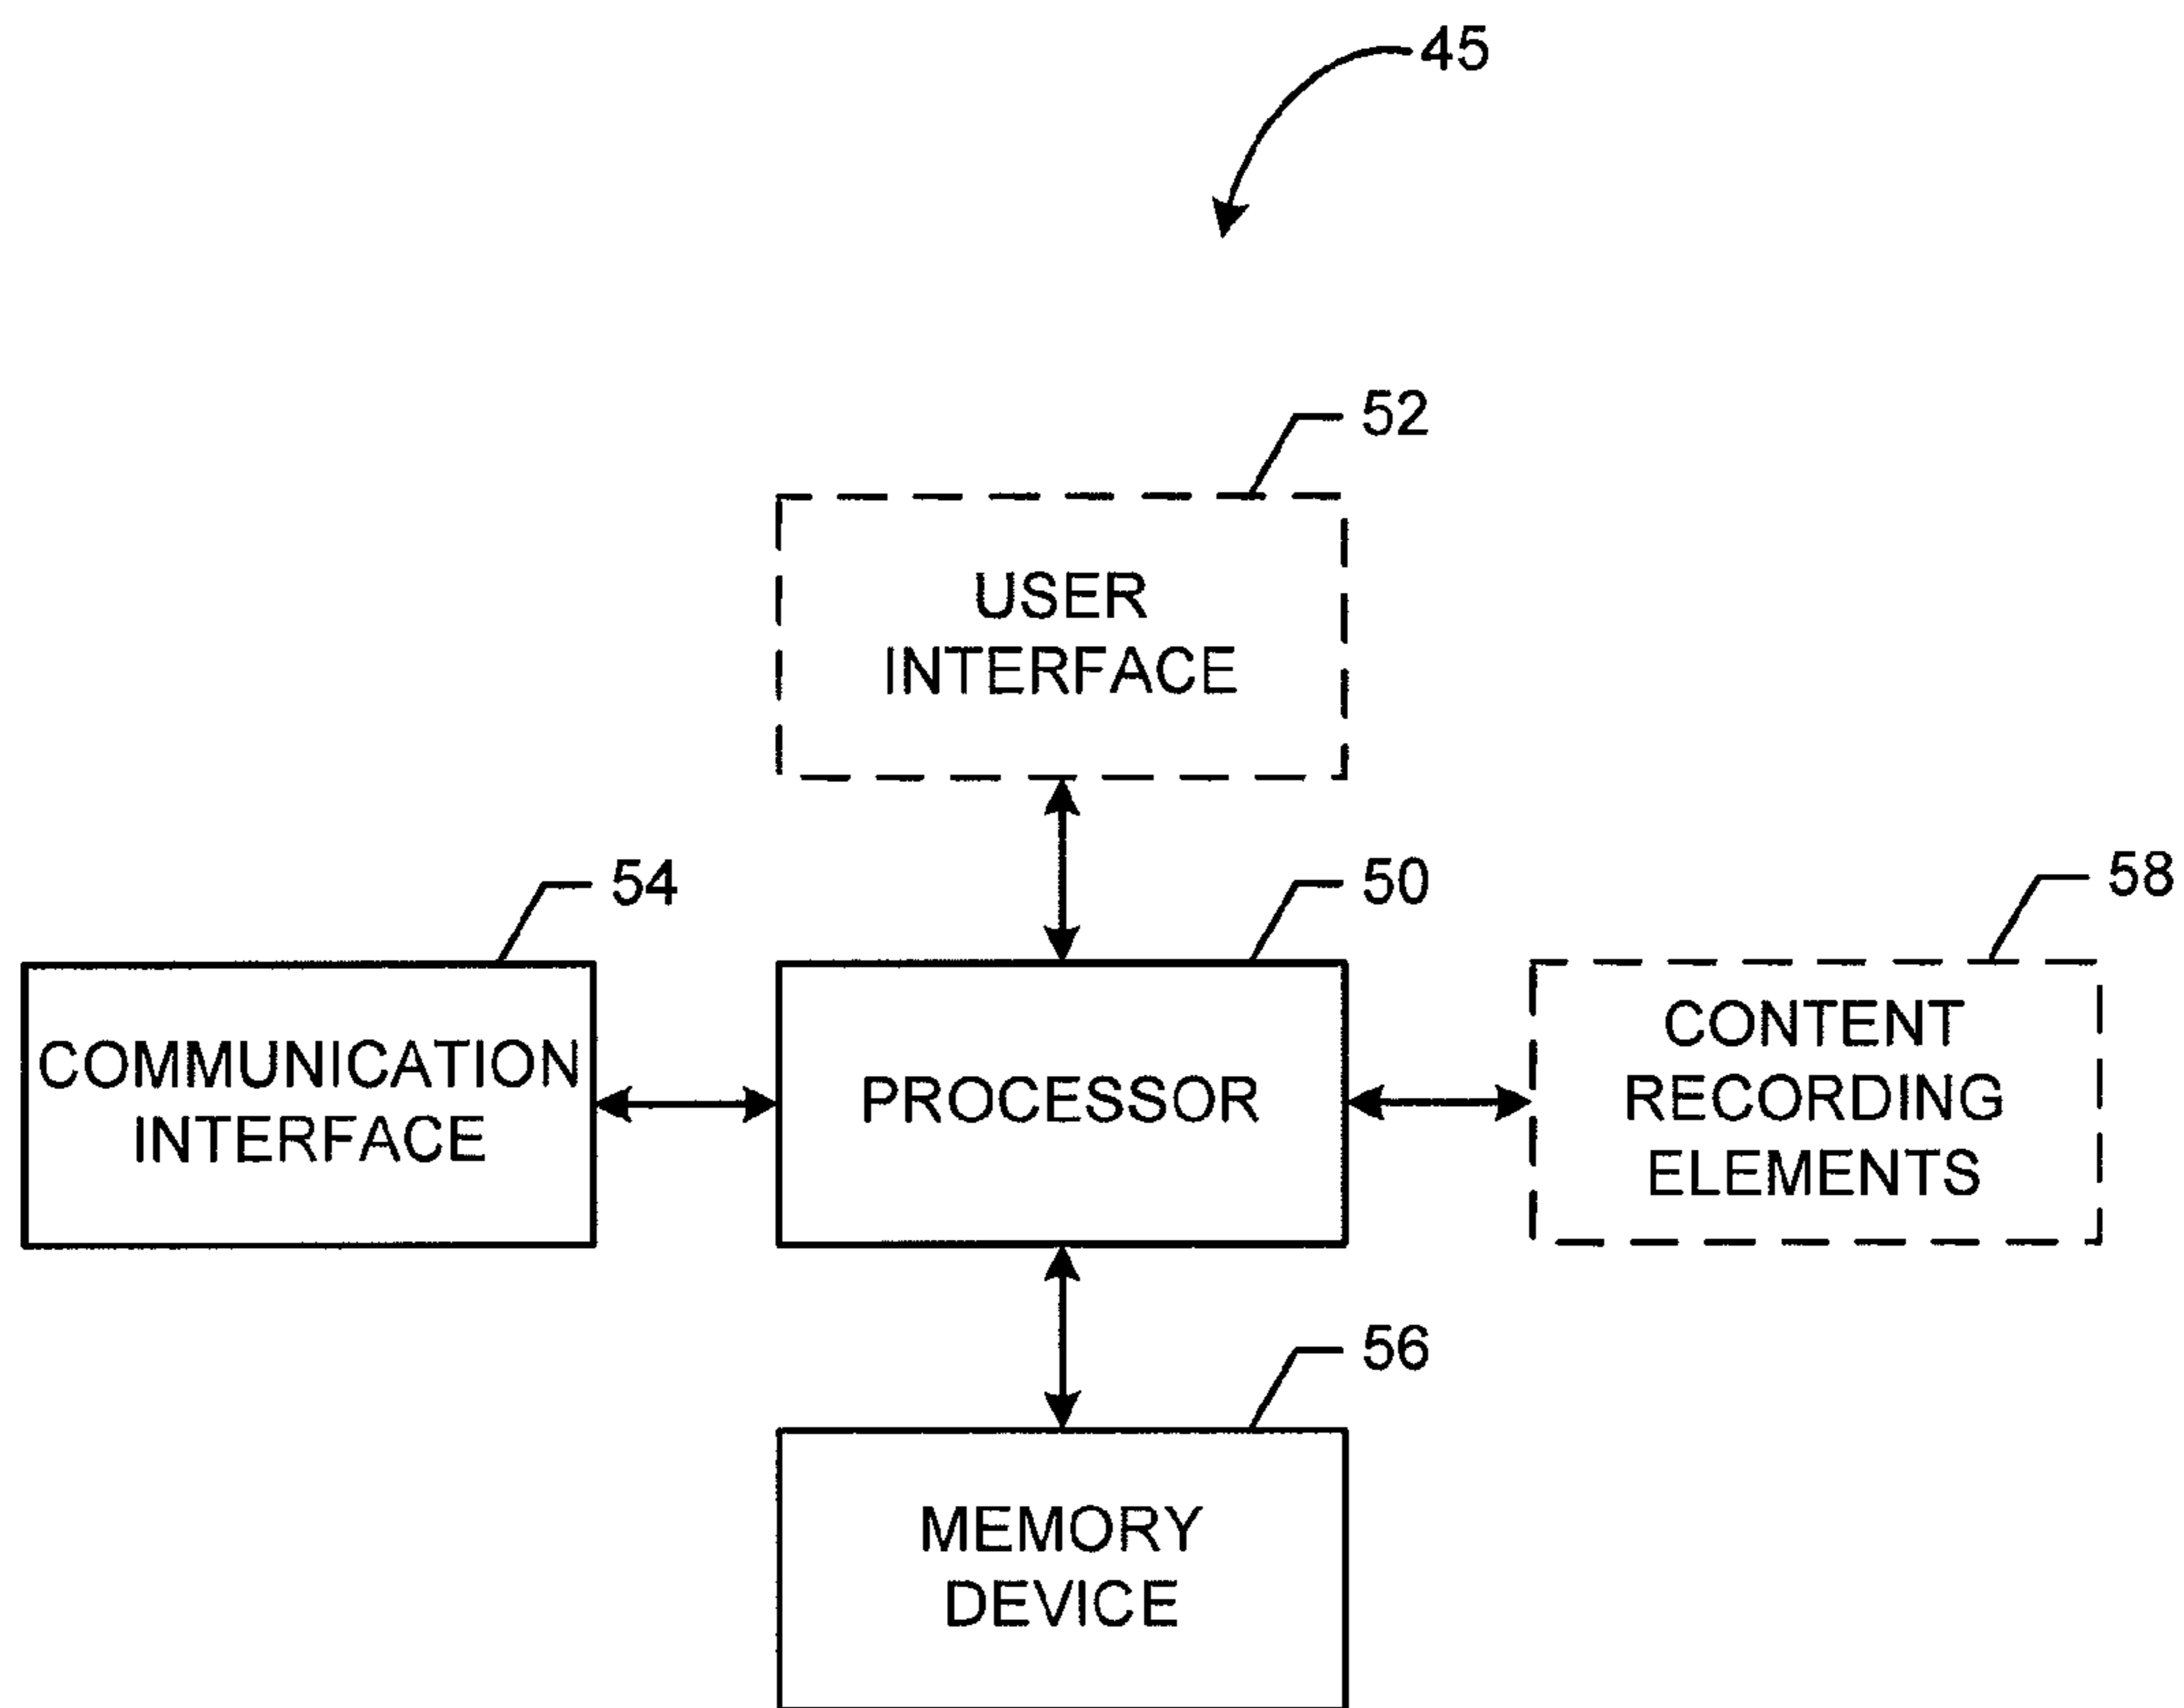 45
52
USER
INTERFACE
54
50
58
COMMUNICATION
INTERFACE
PROCESSOR
CONTENT
RECORDING
ELEMENTS
56
MEMORY
DEVICE